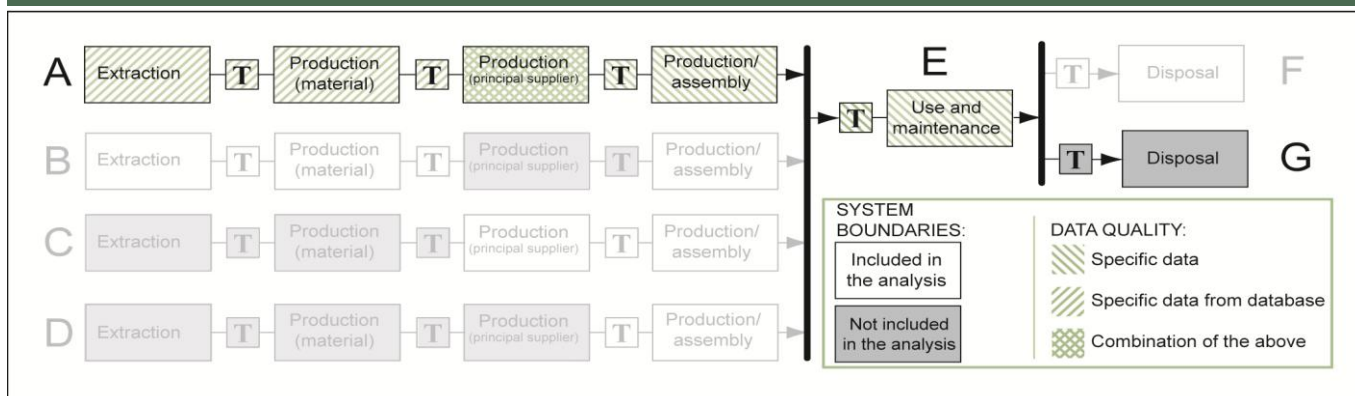 A Extraction T Production (material) T Production (principal supplier) T Production/ assembly
B Extraction T Production (material) T Production (principal supplier) T Production/ assembly
C Extraction T Production (material) T Production (principal supplier) T Production/ assembly
D Extraction T Production (material) T Production (principal supplier) T Production/ assembly
E
T Use and
maintenance
T Disposal F
T Disposal G
SYSTEM
BOUNDARIES:
Included in
the analysis
Not included
in the analysis
DATA QUALITY:
Specific data
Specific data from database
Combination of the above